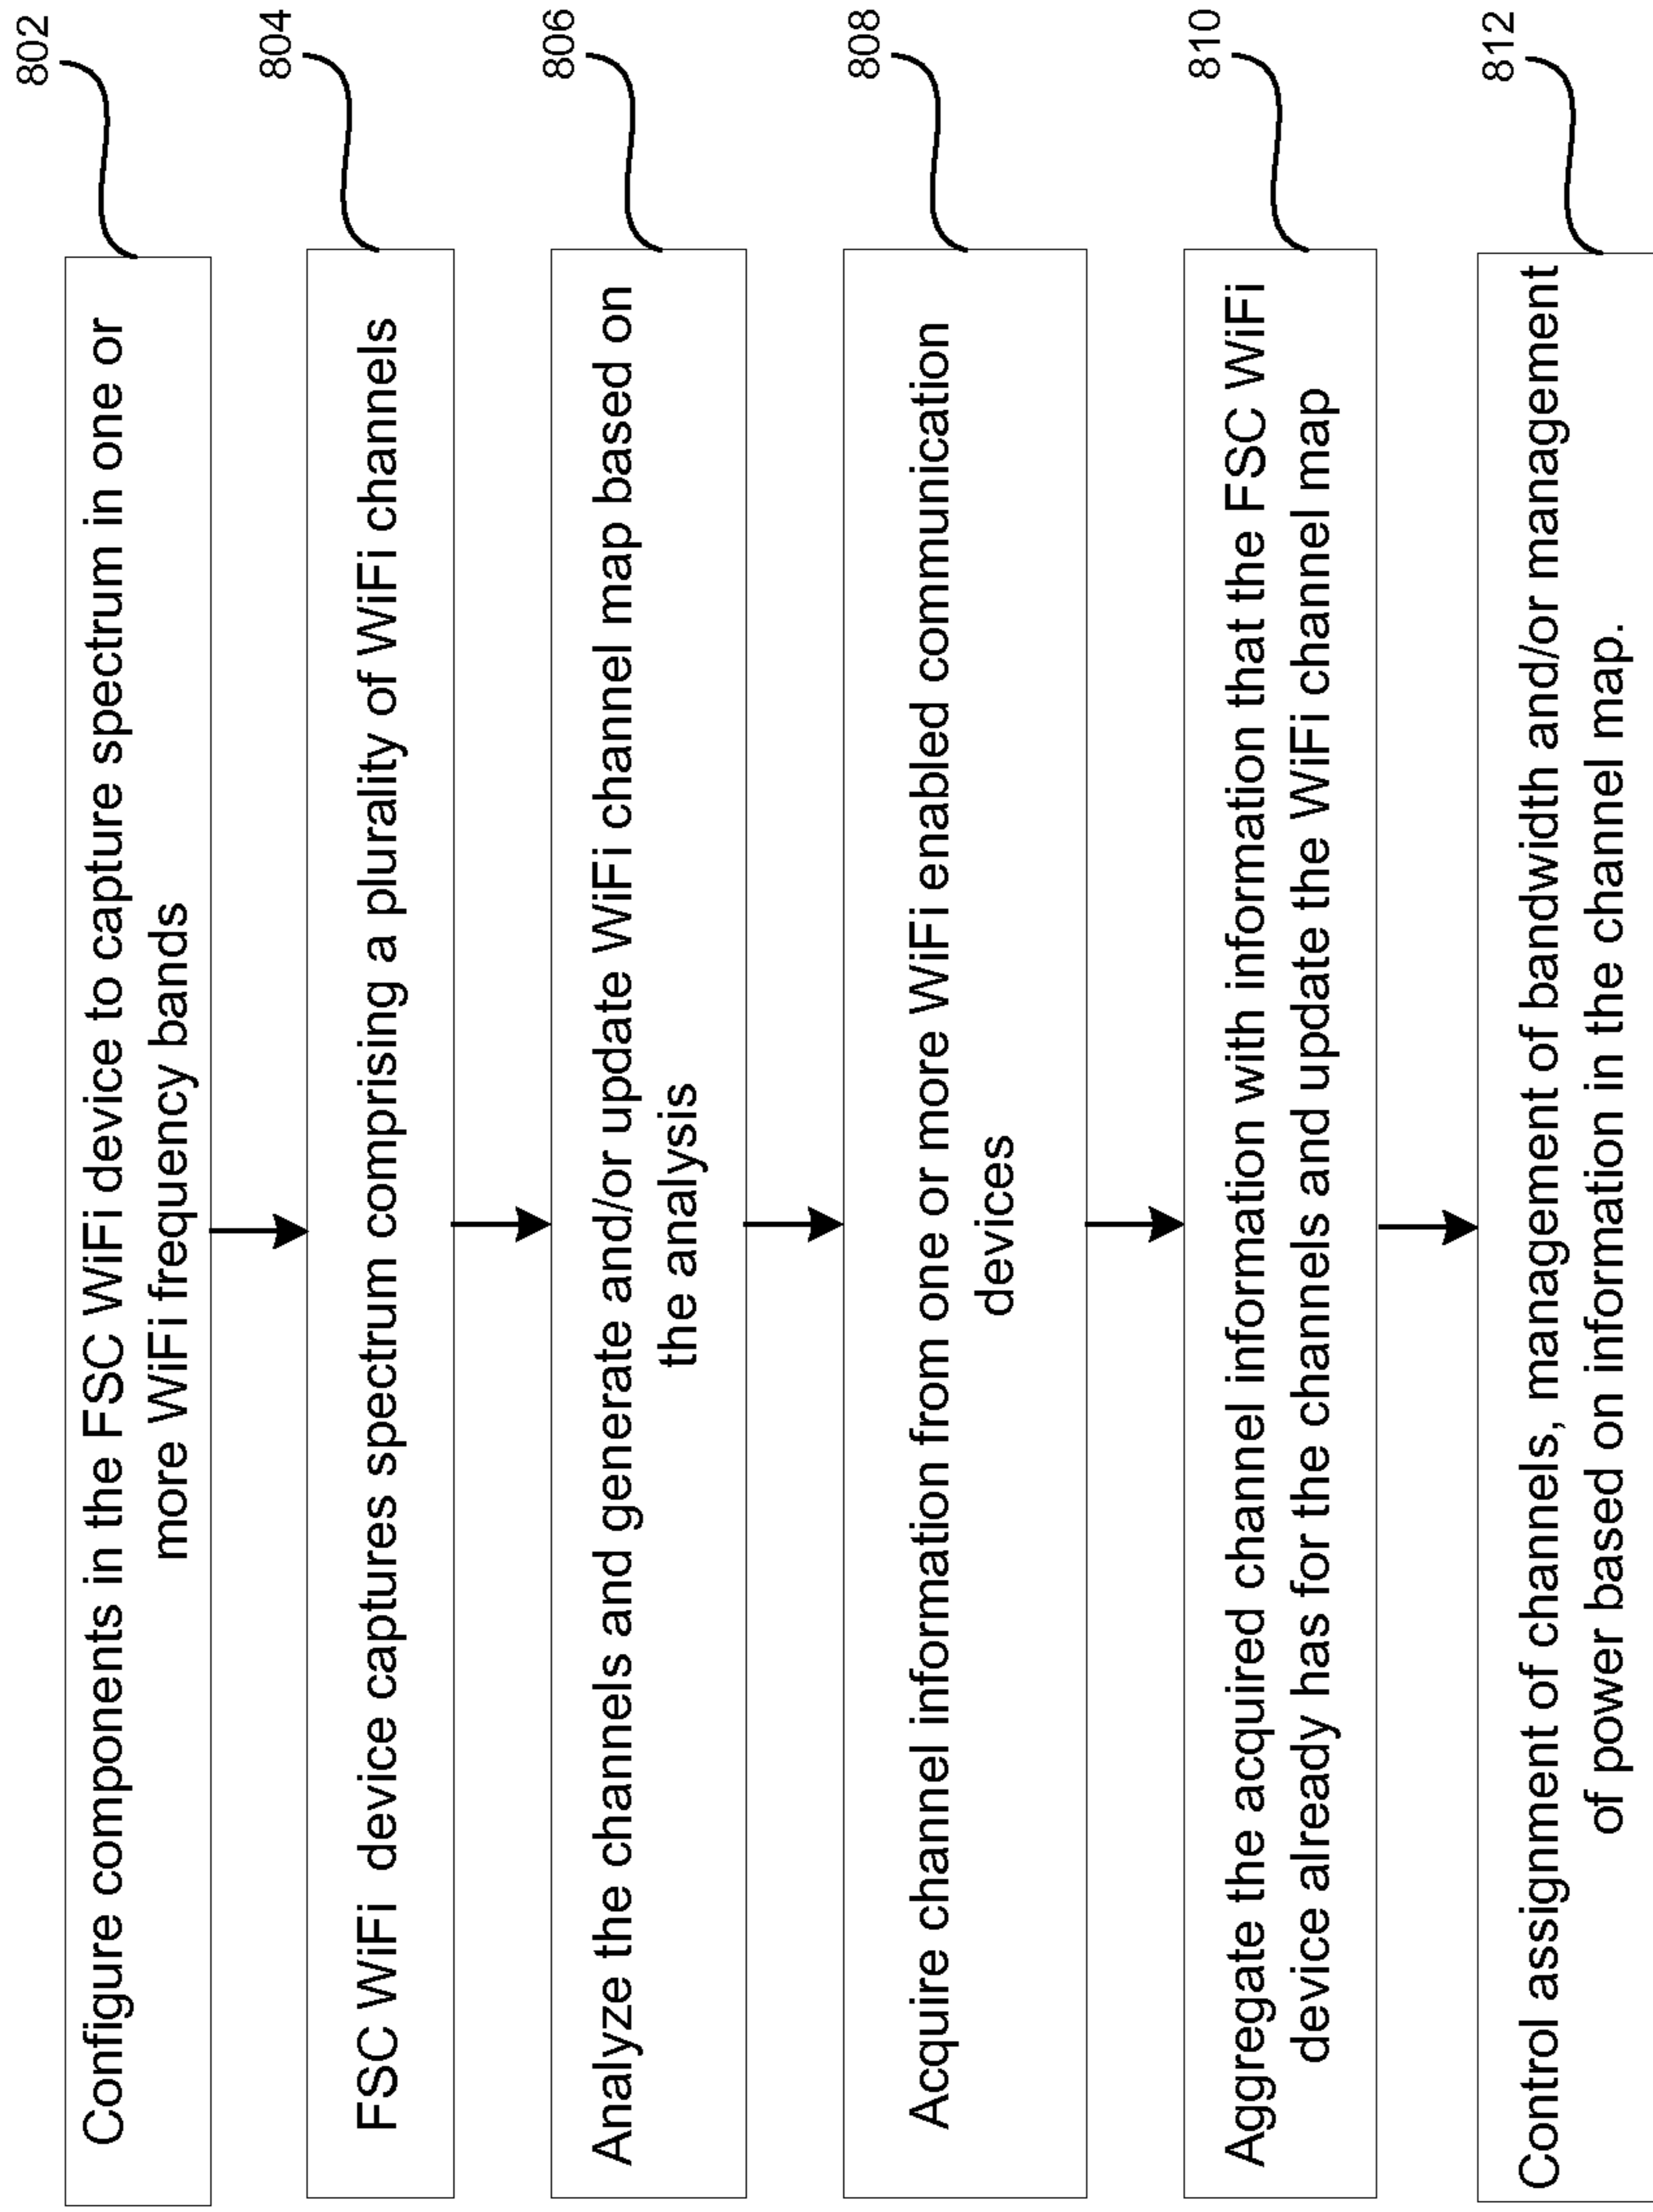 802
Configure components in the FSC WiFi device to capture spectrum in one or
more WiFi frequency bands
804
FSC WiFi device captures spectrum comprising a plurality of WiFi channels
806
Analyze the channels and generate and/or update WiFi channel map based on
the analysis
808
Acquire channel information from one or more WiFi enabled communication
devices
810
Aggregate the acquired channel information with information that the FSC WiFi
device already has for the channels and update the WiFi channel map
812
Control assignment of channels, management of bandwidth and/or management
of power based on information in the channel map.